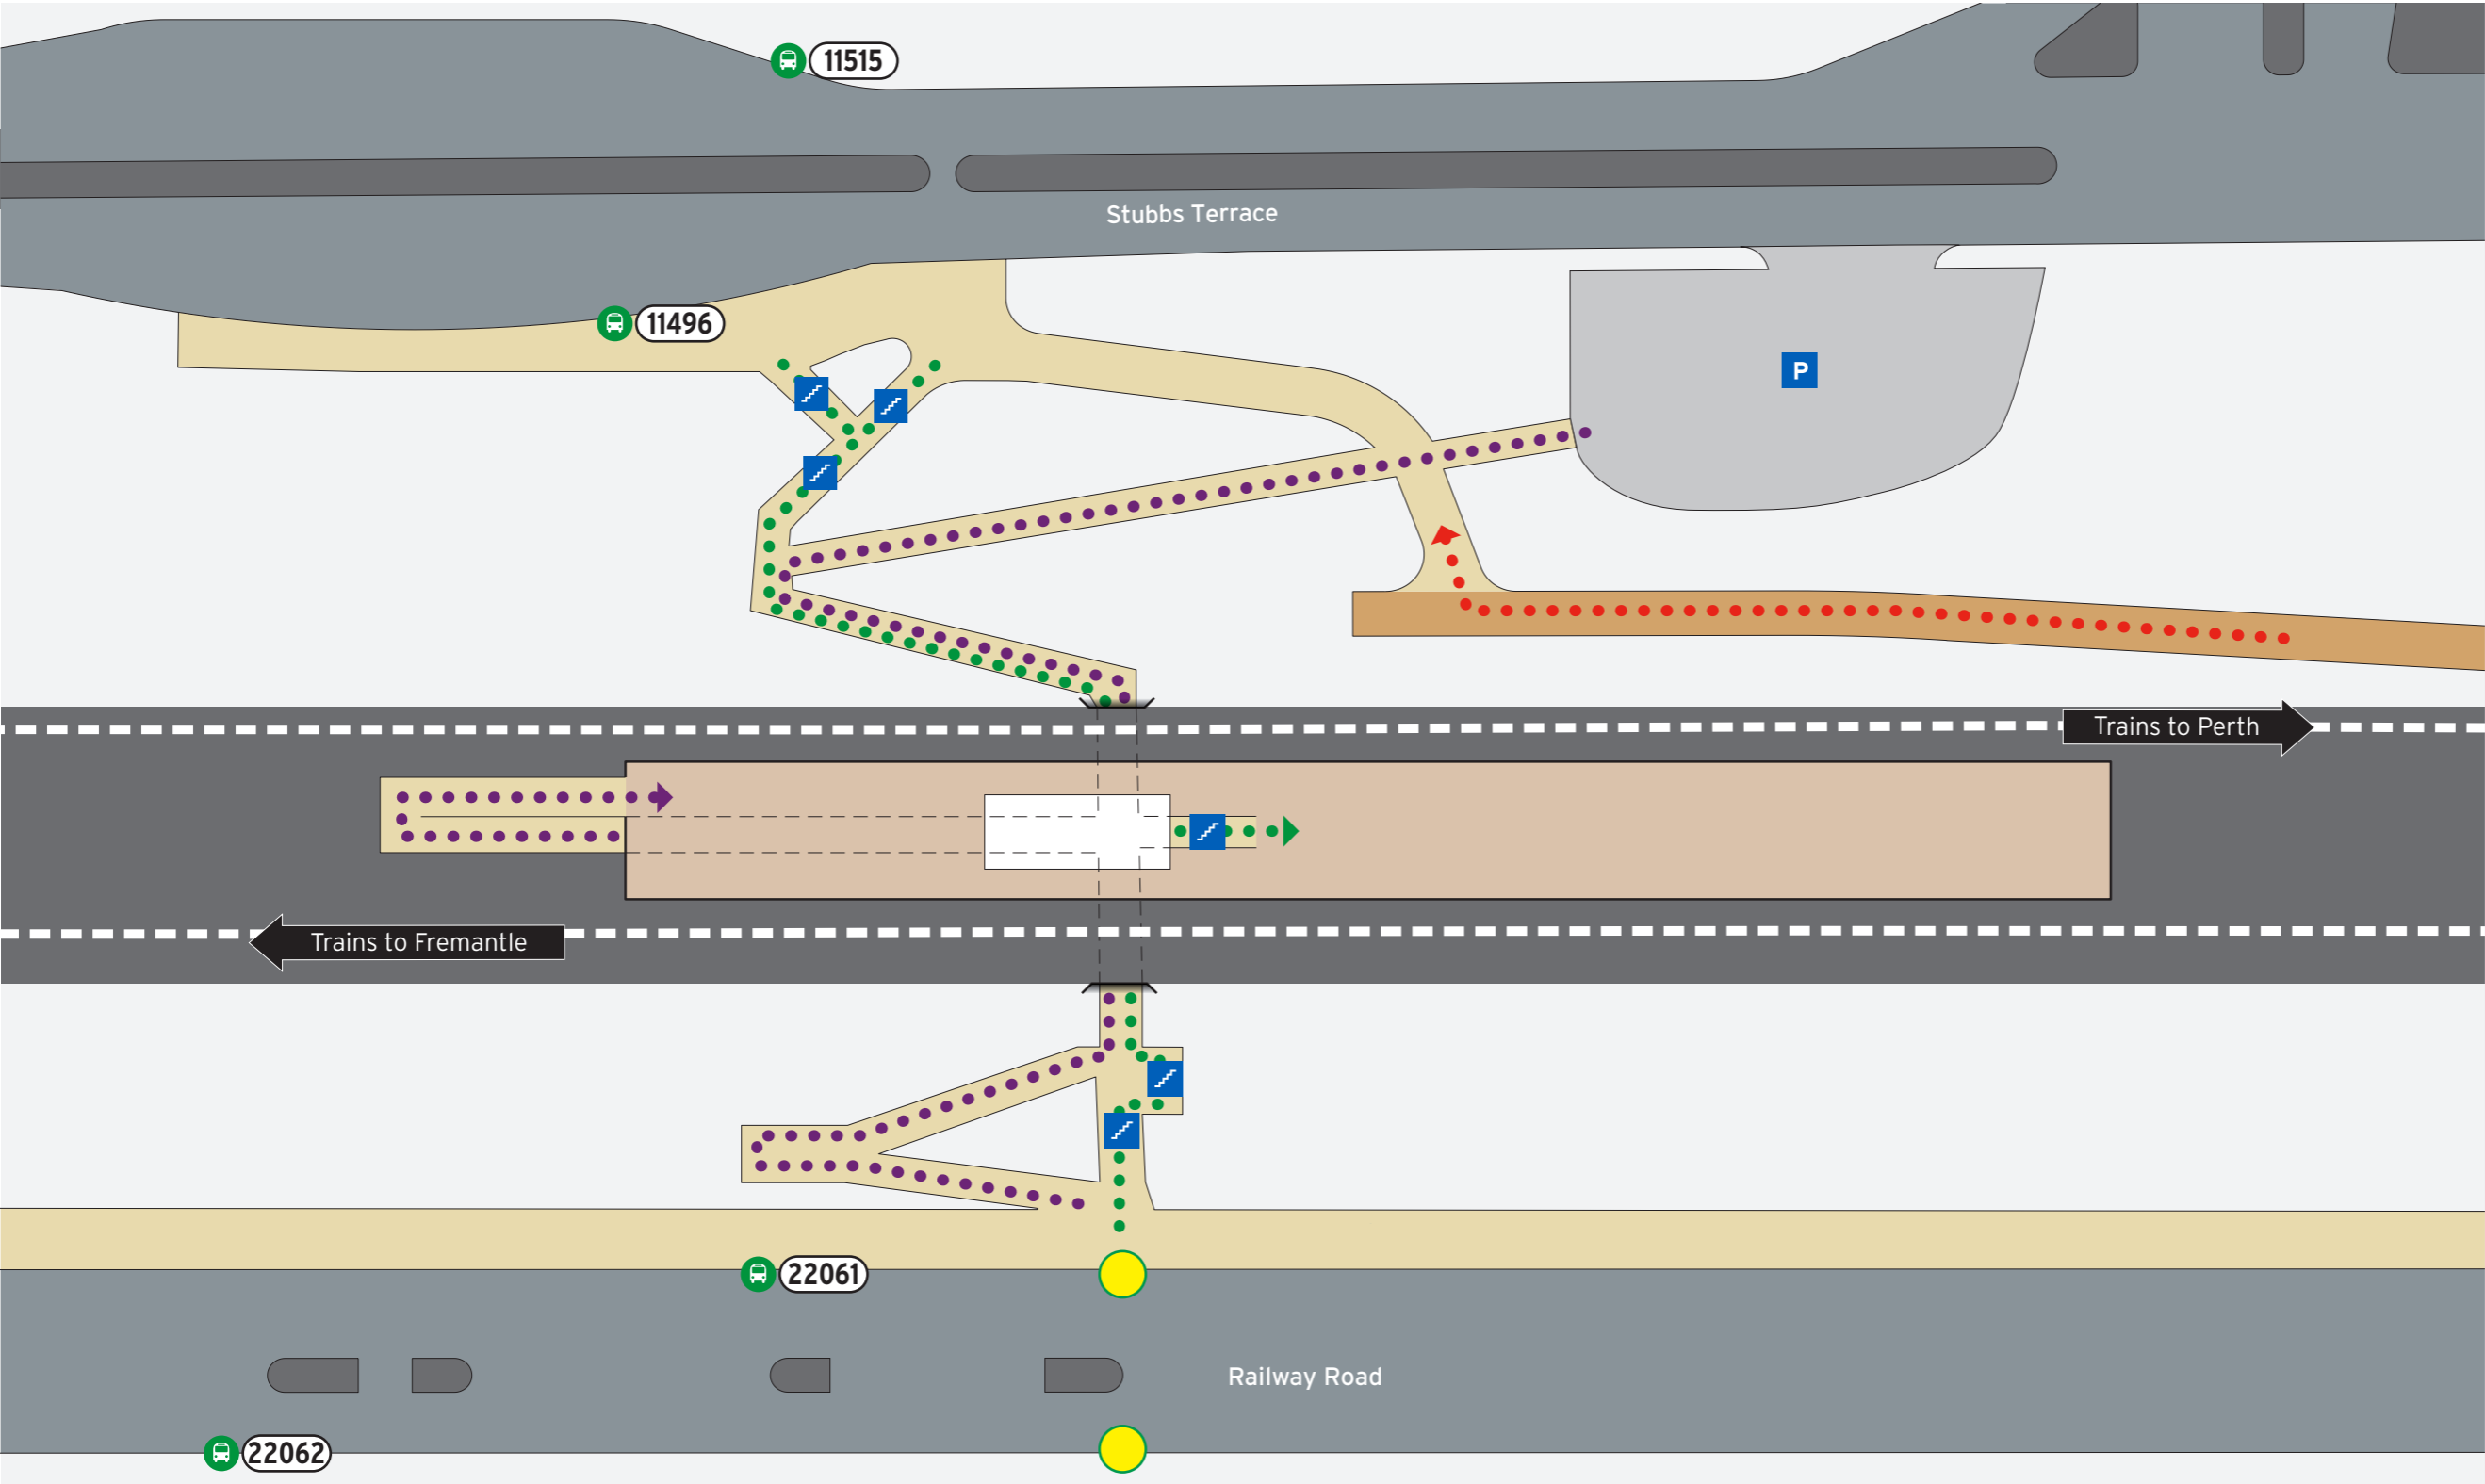 11515
Stubbs Terrace
11496
P
Trains to Perth
Trains to Fremantle
22061
Railway Road
22062